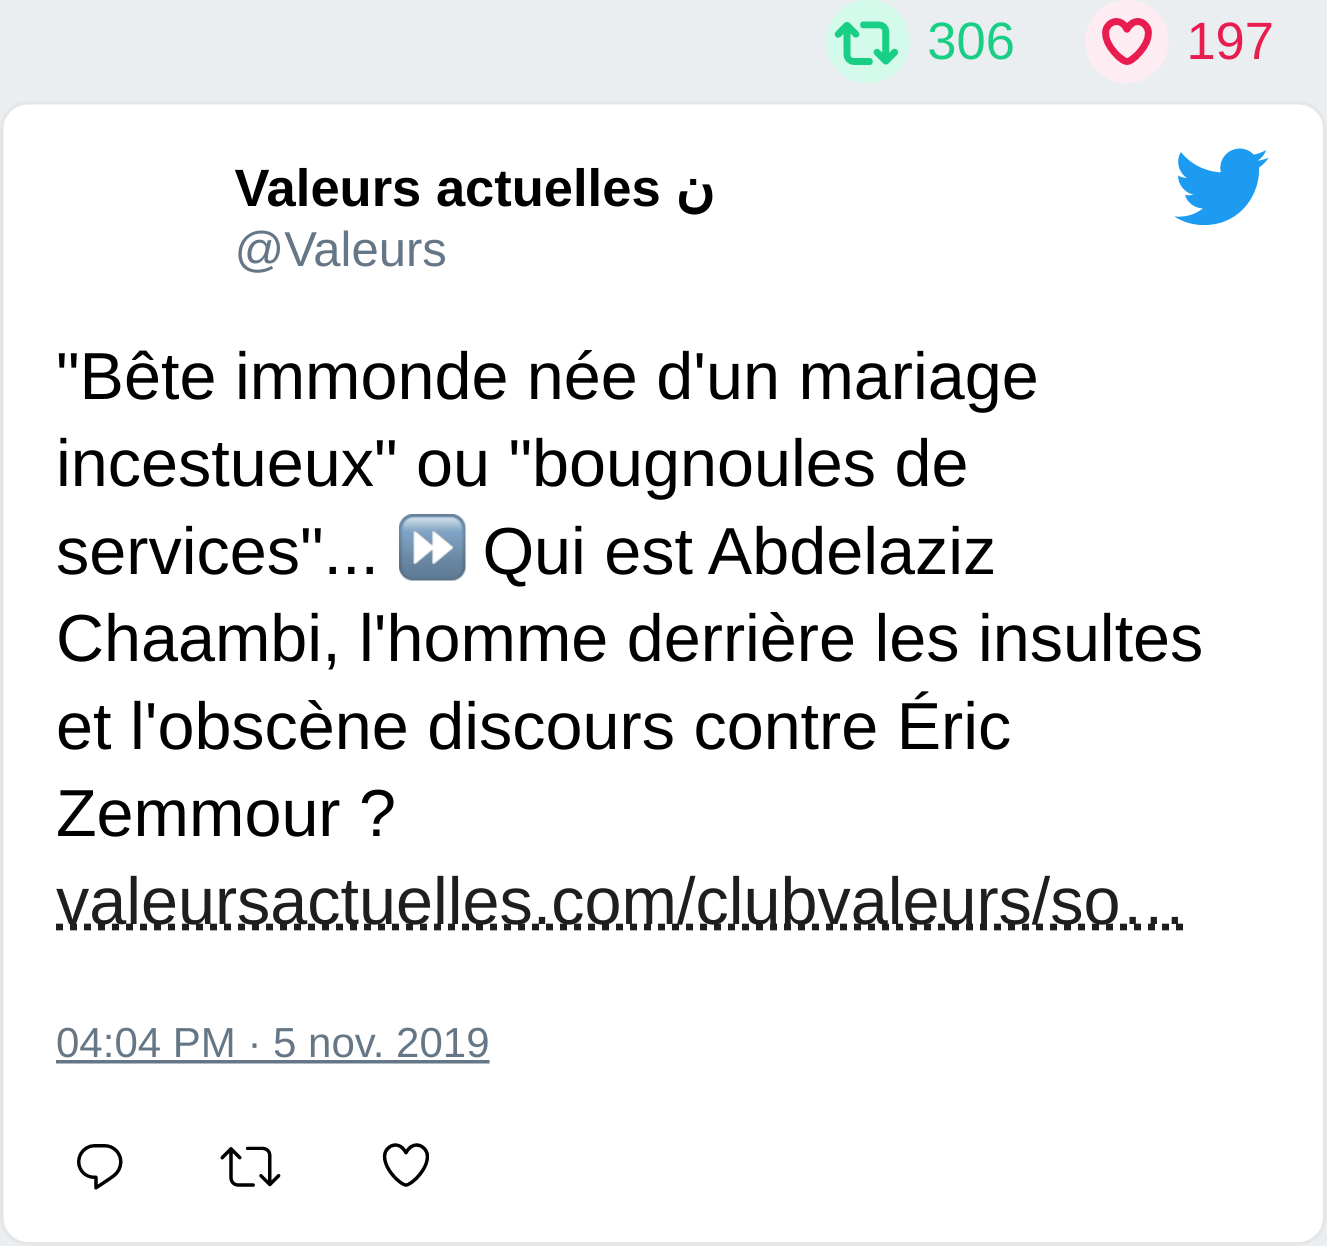 306 197
Valeurs actuelles ن
@Valeurs
"Bête immonde née d'un mariage
incestueux" ou "bougnoules de
services"... ⏩ Qui est Abdelaziz
Chaambi, l'homme derrière les insultes
et l'obscène discours contre Éric
Zemmour ?
valeursactuelles.com/clubvaleurs/so...
04:04 PM · 5 nov. 2019